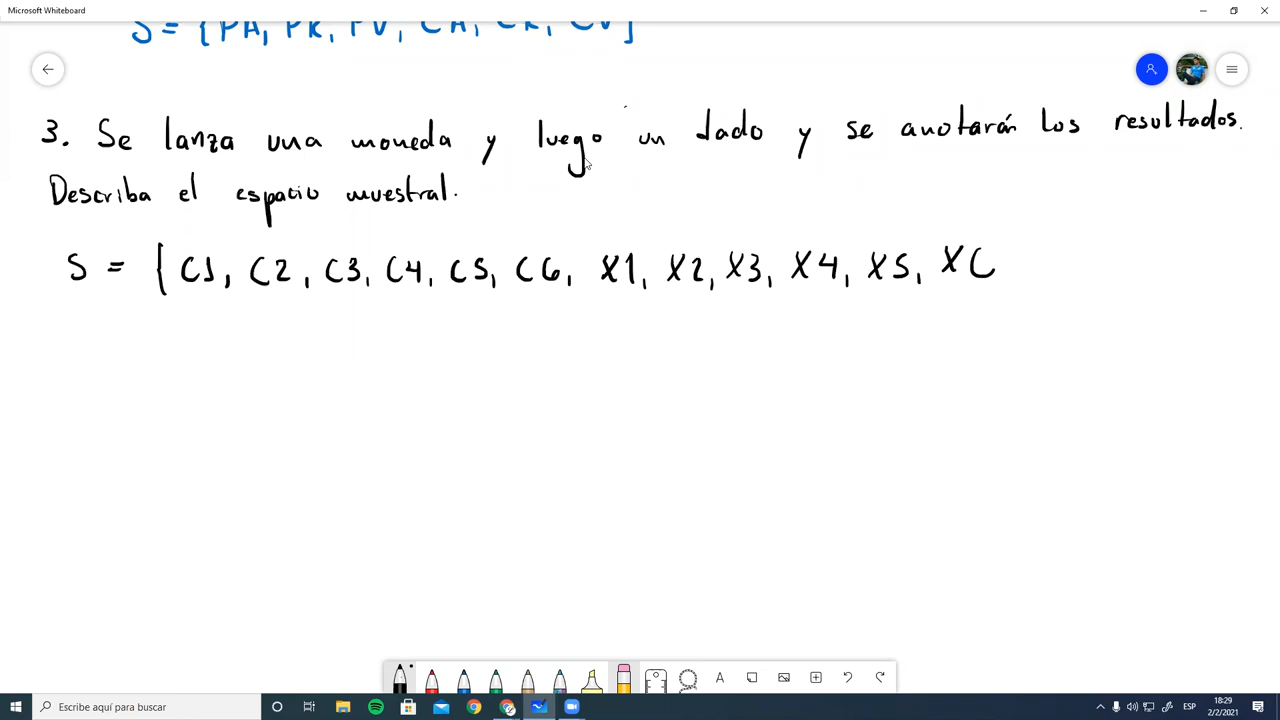 Microsoft Whiteboard
S = {PA, PR, PV, CA, CR, CV}
3. Se lanza una moneda y luego un dado y se anotarán los resultados.
Describa el espacio muestral.
S = { C1, C2, C3, C4, C5, C6, X1, X2, X3, X4, X5, XC
A
Escribe aquí para buscar
ESP
18:29
2/2/2021